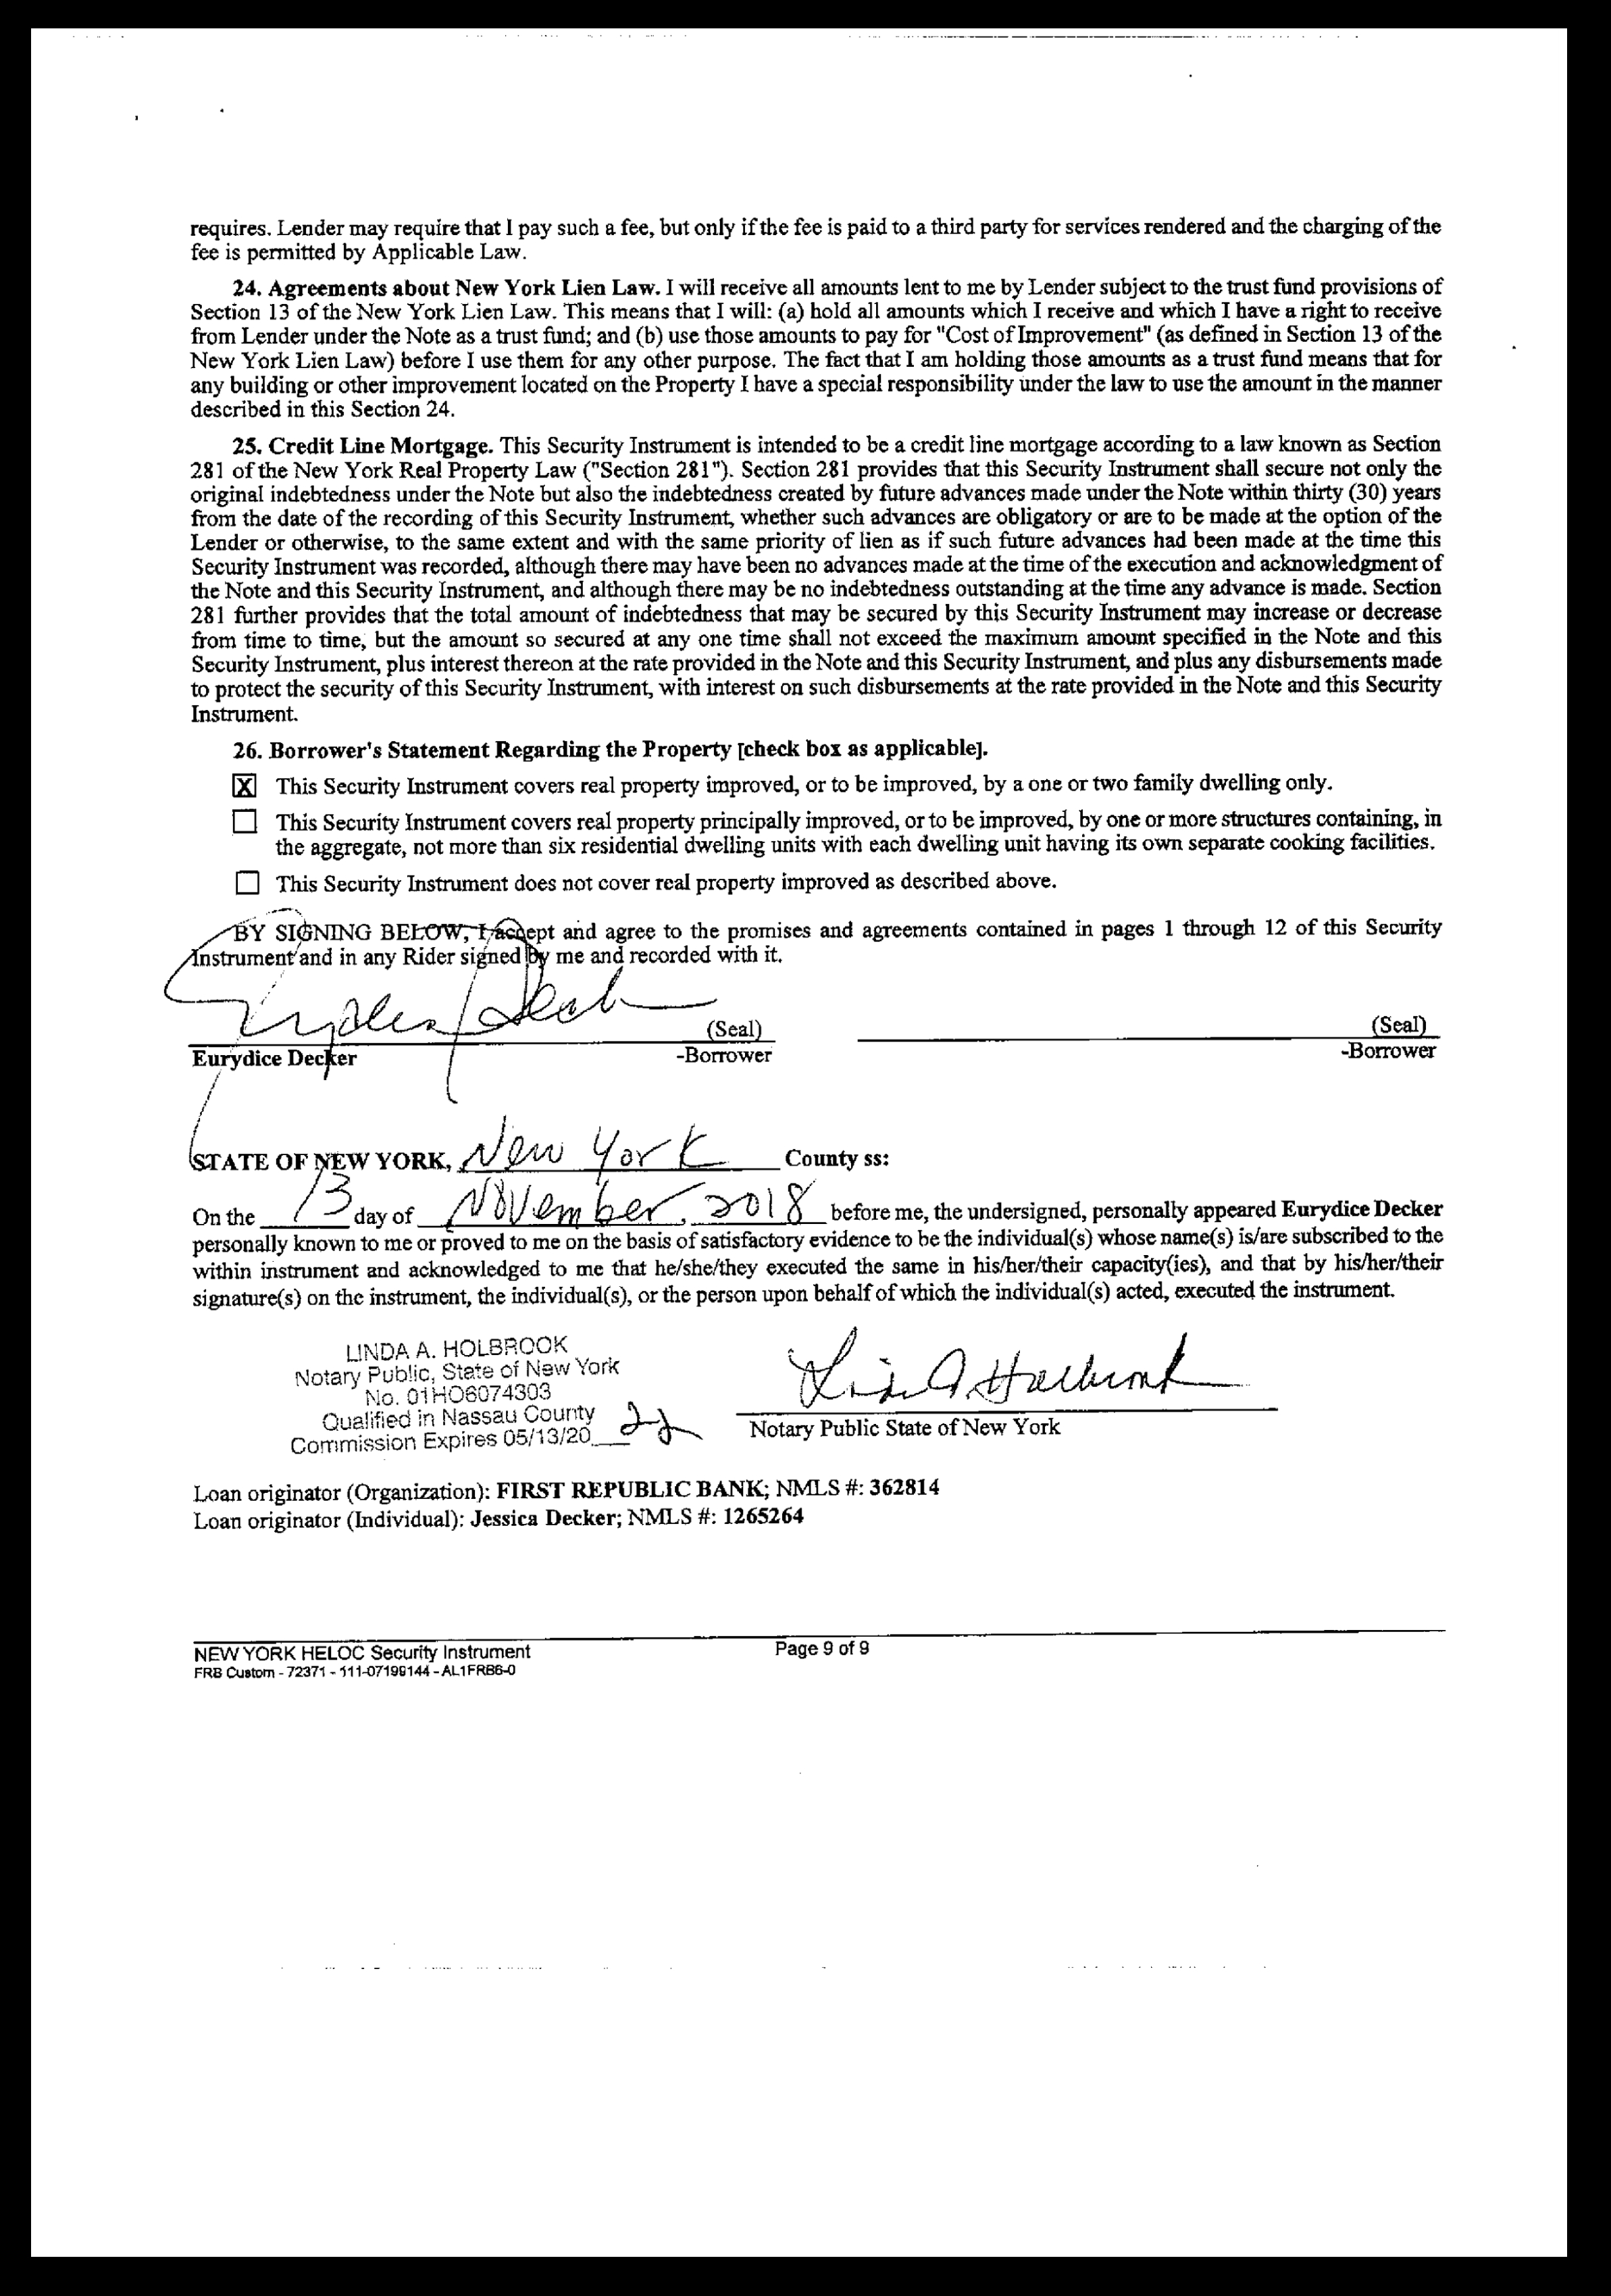 requires. Lender may require that I pay such a fee, but only if the fee is paid to a third party for services rendered and the charging of the
fee is permitted by Applicable Law.
24. Agreements about New York Lien Law. I will receive all amounts lent to me by Lender subject to the trust fund provisions of
Section 13 of the New York Lien Law. This means that I will: (a) hold all amounts which I receive and which I have a right to receive
from Lender under the Note as a trust fund; and (b) use those amounts to pay for "Cost of Improvement" (as defined in Section 13 of the
New York Lien Law) before I use them for any other purpose. The fact that I am holding those amounts as a trust fund means that for
any building or other improvement located on the Property I have a special responsibility under the law to use the amount in the manner
described in this Section 24.
25. Credit Line Mortgage. This Security Instrument is intended to be a credit line mortgage according to a law known as Section
281 of the New York Real Property Law ("Section 281"). Section 281 provides that this Security Instrument shall secure not only the
original indebtedness under the Note but also the indebtedness created by future advances made under the Note within thirty (30) years
from the date of the recording of this Security Instrument, whether such advances are obligatory or are to be made at the option of the
Lender or otherwise, to the same extent and with the same priority of lien as if such future advances had been made at the time this
Security Instrument was recorded, although there may have been no advances made at the time of the execution and acknowledgment of
the Note and this Security Instrument, and although there may be no indebtedness outstanding at the time any advance is made. Section
281 further provides that the total amount of indebtedness that may be secured by this Security Instrument may increase or decrease
from time to time, but the amount so secured at any one time shall not exceed the maximum amount specified in the Note and this
Security Instrument, plus interest thereon at the rate provided in the Note and this Security Instrument, and plus any disbursements made
to protect the security of this Security Instrument, with interest on such disbursements at the rate provided in the Note and this Security
Instrument.
26. Borrower's Statement Regarding the Property [check box as applicable].
X This Security Instrument covers real property improved, or to be improved, by a one or two family dwelling only.
This Security Instrument covers real property principally improved, or to be improved, by one or more structures containing, in
the aggregate, not more than six residential dwelling units with each dwelling unit having its own separate cooking facilities.
This Security Instrument does not cover real property improved as described above.
BY SIGNING BELOW, I accept and agree to the promises and agreements contained in pages 1 through 12 of this Security
Instrument and in any Rider signed by me and recorded with it.
(Seal) (Seal)
Eurydice Decker -Borrower -Borrower
STATE OF NEW YORK, New York County ss:
On the 13 day of November, 2018 before me, the undersigned, personally appeared Eurydice Decker
personally known to me or proved to me on the basis of satisfactory evidence to be the individual(s) whose name(s) is/are subscribed to the
within instrument and acknowledged to me that he/she/they executed the same in his/her/their capacity(ies), and that by his/her/their
signature(s) on the instrument, the individual(s), or the person upon behalf of which the individual(s) acted, executed the instrument.
LINDA A. HOLBROOK
Notary Public, State of New York
No. 01HO6074303
Qualified in Nassau County
Commission Expires 05/13/20 22
Linda A. Holbrook
Notary Public State of New York
Loan originator (Organization): FIRST REPUBLIC BANK; NMLS #: 362814
Loan originator (Individual): Jessica Decker; NMLS #: 1265264
NEW YORK HELOC Security Instrument Page 9 of 9
FRB Custom - 72371 - 111-07199144 - AL1FRB6-0